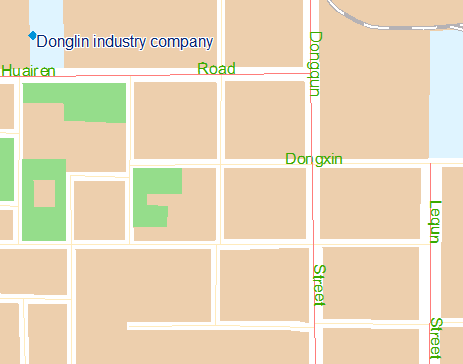 Donglin industry company
Huairen Road
Dongqun Street
Dongxin
Lequn Street